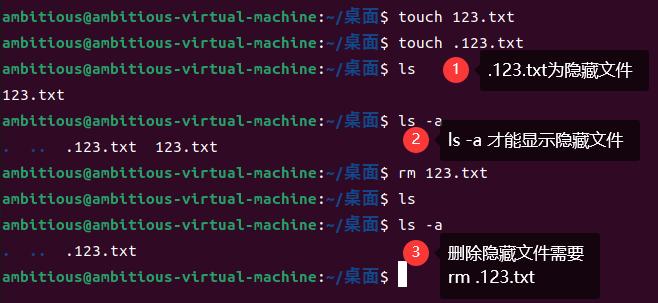 ambitious@ambitious-virtual-machine:~/桌面$ touch 123.txt
ambitious@ambitious-virtual-machine:~/桌面$ touch .123.txt
ambitious@ambitious-virtual-machine:~/桌面$ ls
1 .123.txt为隐藏文件
123.txt
ambitious@ambitious-virtual-machine:~/桌面$ ls -a
2 ls -a 才能显示隐藏文件
. .. .123.txt 123.txt
ambitious@ambitious-virtual-machine:~/桌面$ rm 123.txt
ambitious@ambitious-virtual-machine:~/桌面$ ls
ambitious@ambitious-virtual-machine:~/桌面$ ls -a
. .. .123.txt
3 删除隐藏文件需要
rm .123.txt
ambitious@ambitious-virtual-machine:~/桌面$